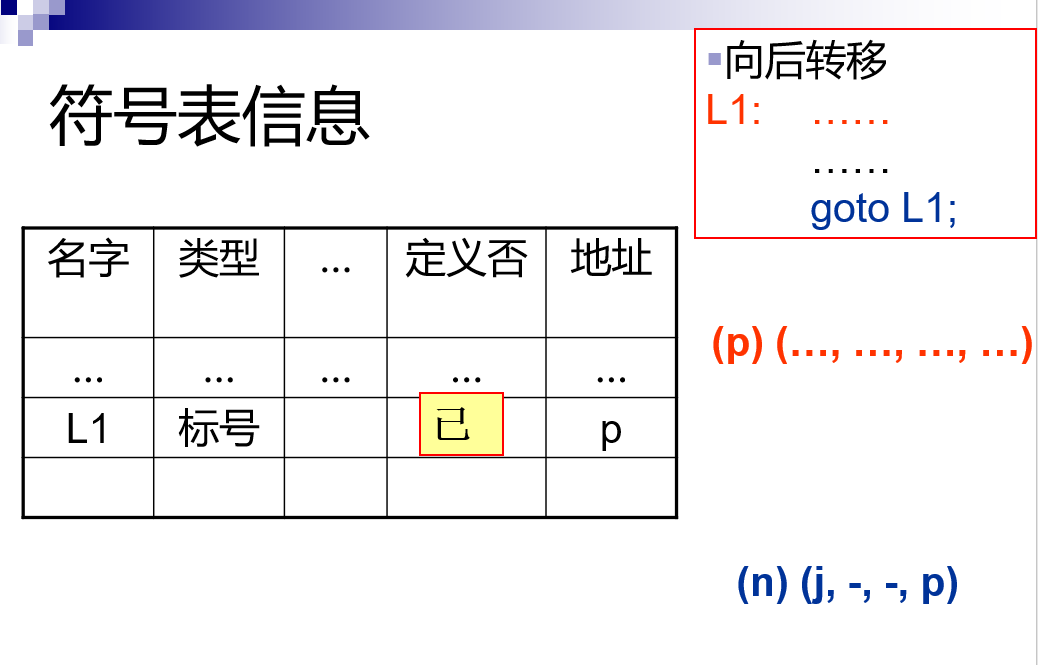 符号表信息
向后转移
L1: ……
……
goto L1;
名字 类型 … 定义否 地址
… … … … …
L1 标号 已 p
(p) (…, …, …, …)
(n) (j, -, -, p)